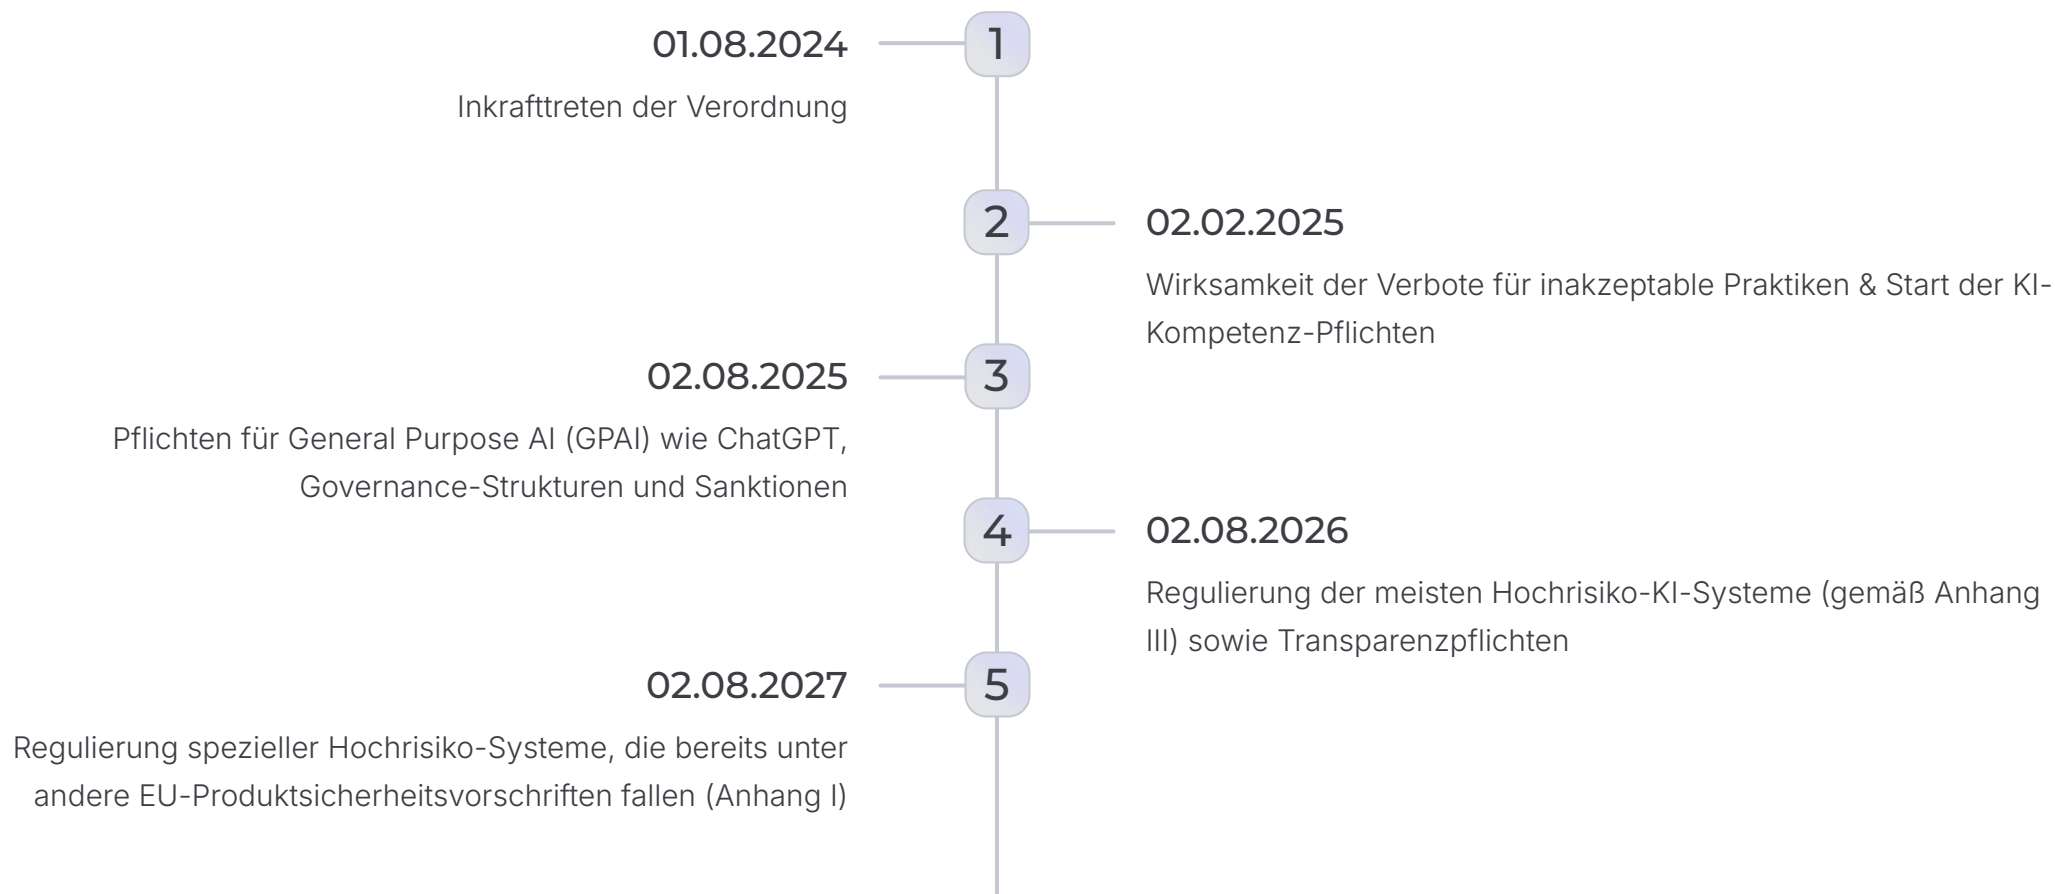 1
01.08.2024
Inkrafttreten der Verordnung
2
02.02.2025
Wirksamkeit der Verbote für inakzeptable Praktiken & Start der KI-
Kompetenz-Pflichten
3
02.08.2025
Pflichten für General Purpose AI (GPAI) wie ChatGPT,
Governance-Strukturen und Sanktionen
4
02.08.2026
Regulierung der meisten Hochrisiko-KI-Systeme (gemäß Anhang
III) sowie Transparenzpflichten
5
02.08.2027
Regulierung spezieller Hochrisiko-Systeme, die bereits unter
andere EU-Produktsicherheitsvorschriften fallen (Anhang I)